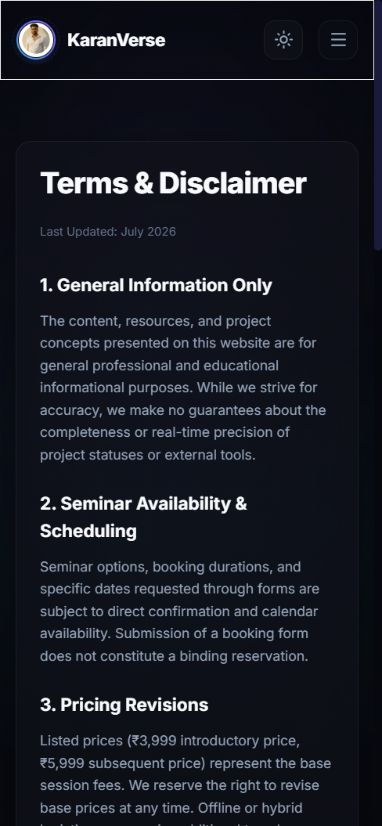 KaranVerse
Terms & Disclaimer
Last Updated: July 2026
1. General Information Only
The content, resources, and project
concepts presented on this website are for
general professional and educational
informational purposes. While we strive for
accuracy, we make no guarantees about the
completeness or real-time precision of
project statuses or external tools.
2. Seminar Availability &
Scheduling
Seminar options, booking durations, and
specific dates requested through forms are
subject to direct confirmation and calendar
availability. Submission of a booking form
does not constitute a binding reservation.
3. Pricing Revisions
Listed prices (₹3,999 introductory price,
₹5,999 subsequent price) represent the base
session fees. We reserve the right to revise
base prices at any time. Offline or hybrid